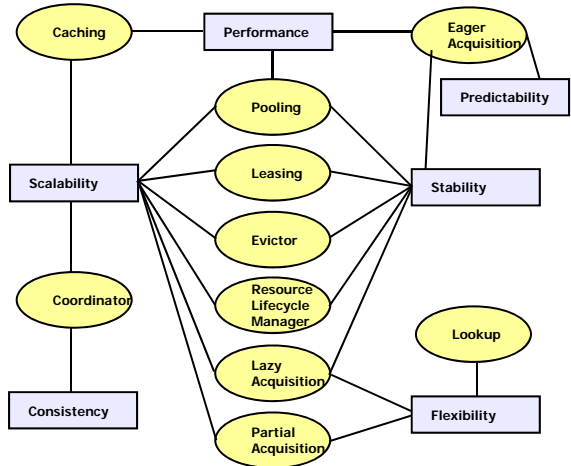 Caching
Performance
Eager
Acquisition
Predictability
Pooling
Scalability
Leasing
Stability
Evictor
Coordinator
Resource
Lifecycle
Manager
Lookup
Lazy
Acquisition
Consistency
Flexibility
Partial
Acquisition